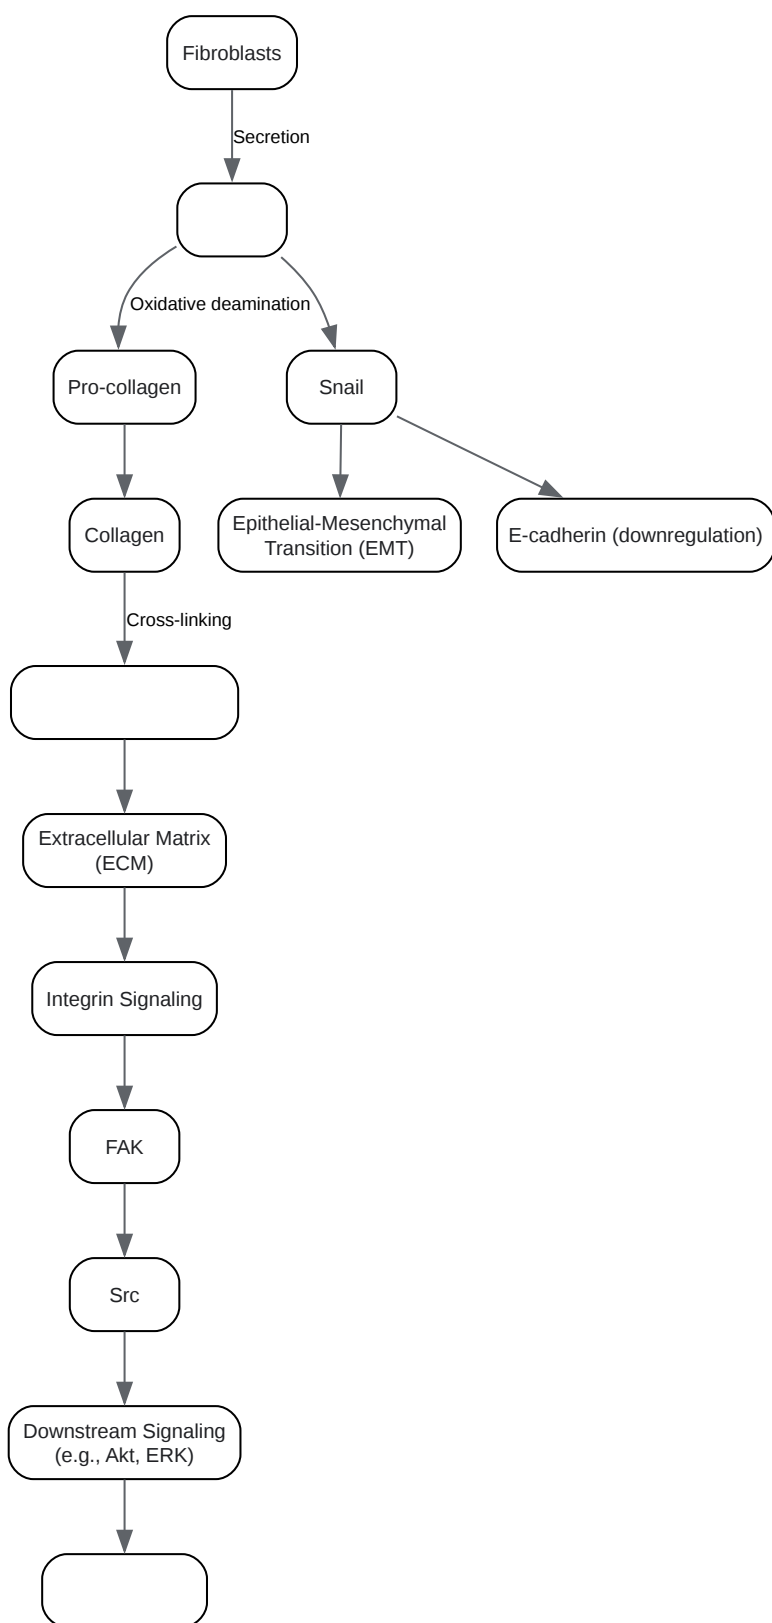 Fibroblasts
Secretion
Oxidative deamination
Pro-collagen
Snail
Collagen
Epithelial-Mesenchymal
Transition (EMT)
E-cadherin (downregulation)
Cross-linking
Extracellular Matrix
(ECM)
Integrin Signaling
FAK
Src
Downstream Signaling
(e.g., Akt, ERK)